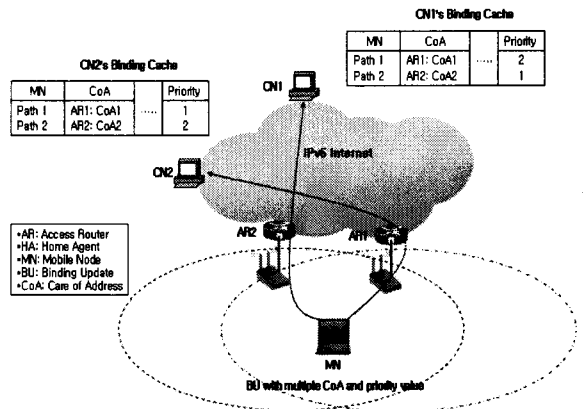 CN1's Binding Cache
MN CoA ..... Priority
Path 1 AR1: CoA1 2
Path 2 AR2: CoA2 1
CN2's Binding Cache
MN CoA ..... Priority
Path 1 AR1: CoA1 1
Path 2 AR2: CoA2 2
CN1
IPv6 Internet
CN2
AR2
AR1
•AR: Access Router
•HA: Home Agent
•MN: Mobile Node
•BU: Binding Update
•CoA: Care of Address
MN
BU with multiple CoA and priority value